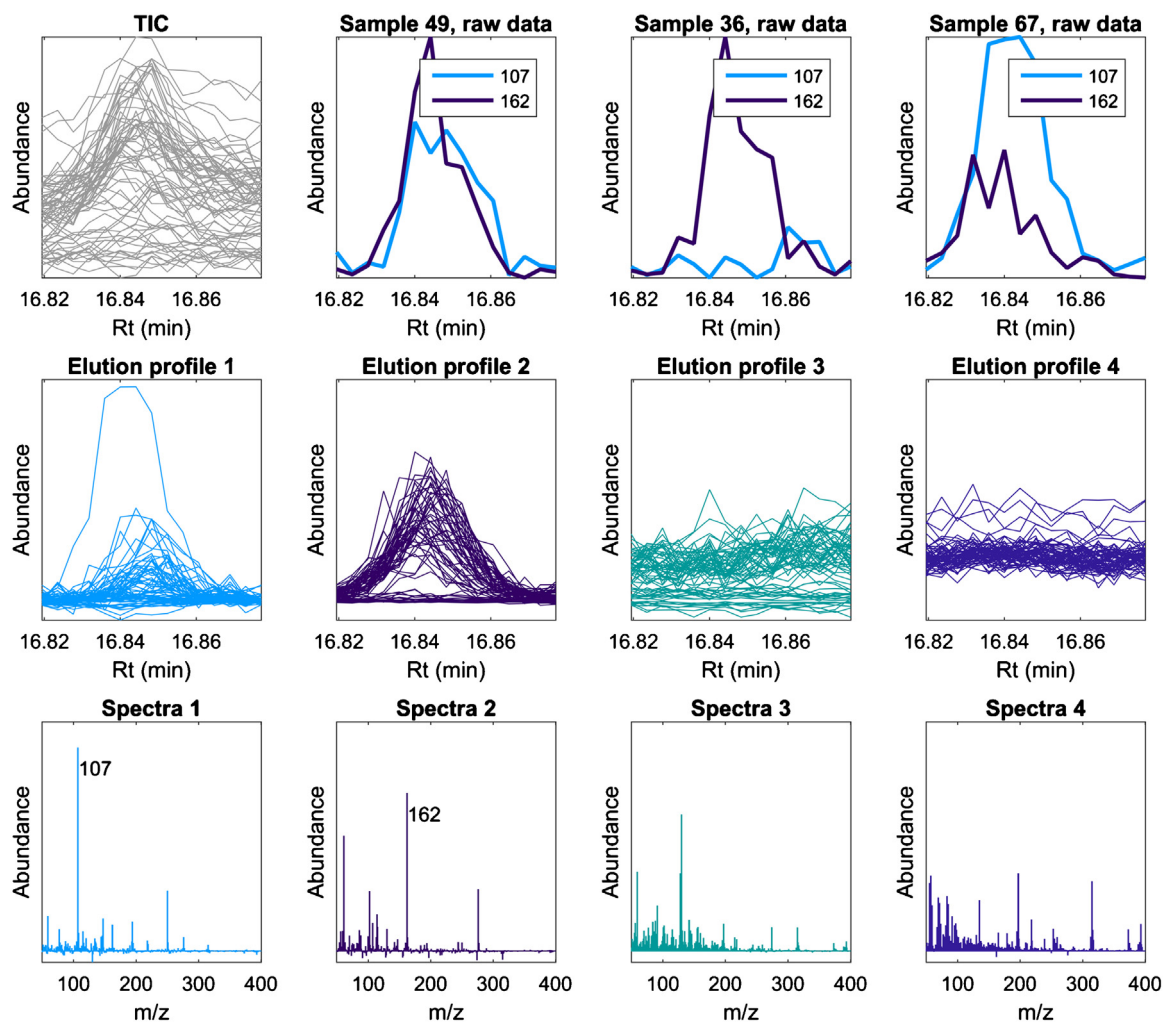 TIC
Sample 49, raw data
Sample 36, raw data
Sample 67, raw data
Abundance
Abundance
107
162
Abundance
107
162
Abundance
107
162
16.82 16.84 16.86
16.82 16.84 16.86
16.82 16.84 16.86
16.82 16.84 16.86
Rt (min)
Rt (min)
Rt (min)
Rt (min)
Elution profile 1
Elution profile 2
Elution profile 3
Elution profile 4
Abundance
Abundance
Abundance
Abundance
16.82 16.84 16.86
16.82 16.84 16.86
16.82 16.84 16.86
16.82 16.84 16.86
Rt (min)
Rt (min)
Rt (min)
Rt (min)
Spectra 1
Spectra 2
Spectra 3
Spectra 4
Abundance
107
Abundance
162
Abundance
Abundance
100 200 300 400
100 200 300 400
100 200 300 400
100 200 300 400
m/z
m/z
m/z
m/z